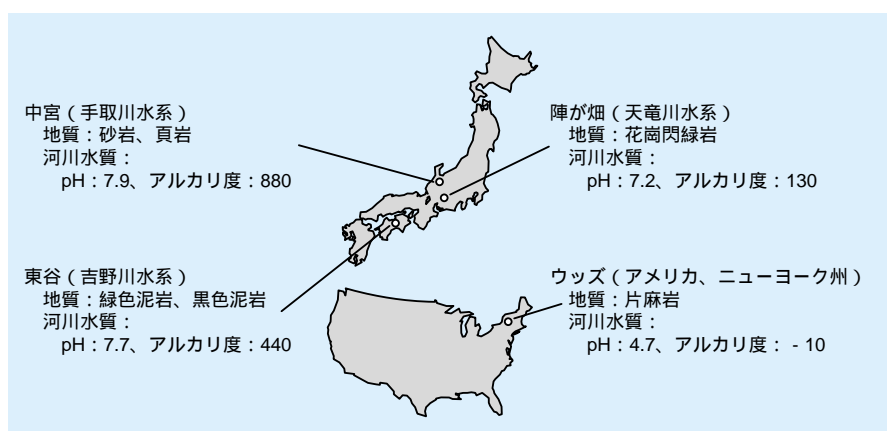 中宮（手取川水系）
地質：砂岩、頁岩
河川水質：
pH：7.9、アルカリ度：880
陣が畑（天竜川水系）
地質：花崗閃緑岩
河川水質：
pH：7.2、アルカリ度：130
東谷（吉野川水系）
地質：緑色泥岩、黒色泥岩
河川水質：
pH：7.7、アルカリ度：440
ウッズ（アメリカ、ニューヨーク州）
地質：片麻岩
河川水質：
pH：4.7、アルカリ度： - 10